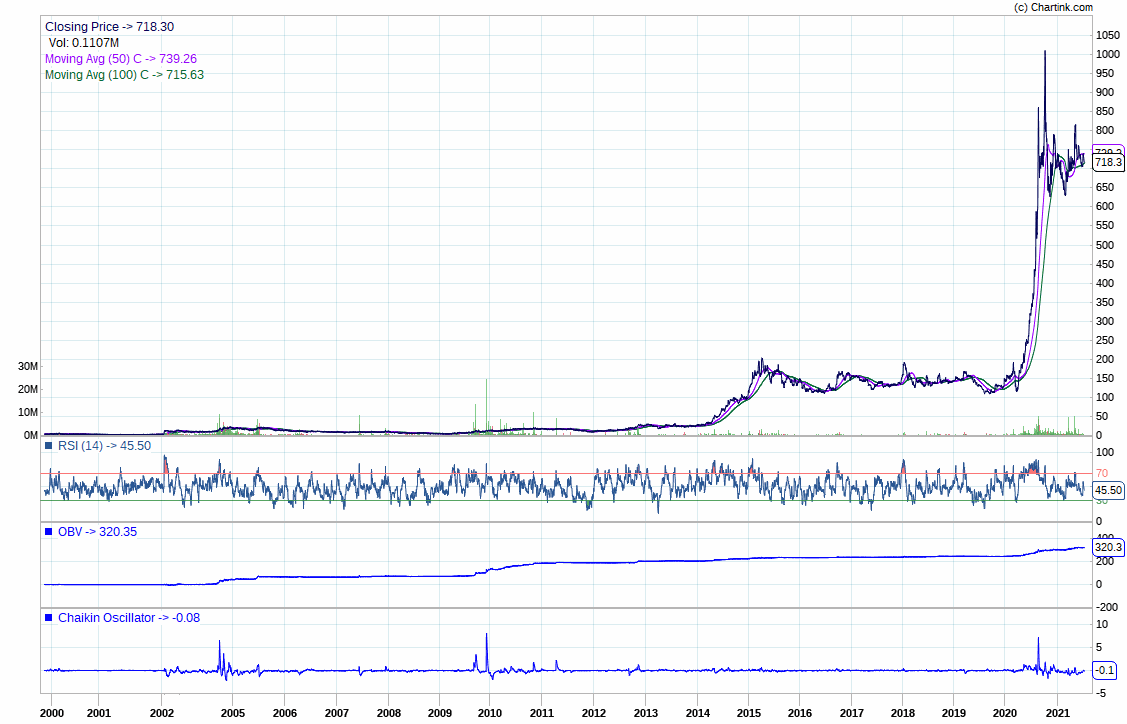 (c) Chartink.com
Closing Price -> 718.30
Vol: 0.1107M
Moving Avg (50) C -> 739.26
Moving Avg (100) C -> 715.63
1050
1000
950
900
850
800
718.3
650
600
550
500
450
400
350
300
250
200
150
100
50
0
30M
20M
10M
0M
RSI (14) -> 45.50
100
70
45.50
30
0
OBV -> 320.35
400
320.3
200
0
-200
Chaikin Oscillator -> -0.08
10
5
-0.1
-5
2000 2001 2002 2005 2006 2007 2008 2009 2010 2011 2012 2013 2014 2015 2016 2017 2018 2019 2020 2021